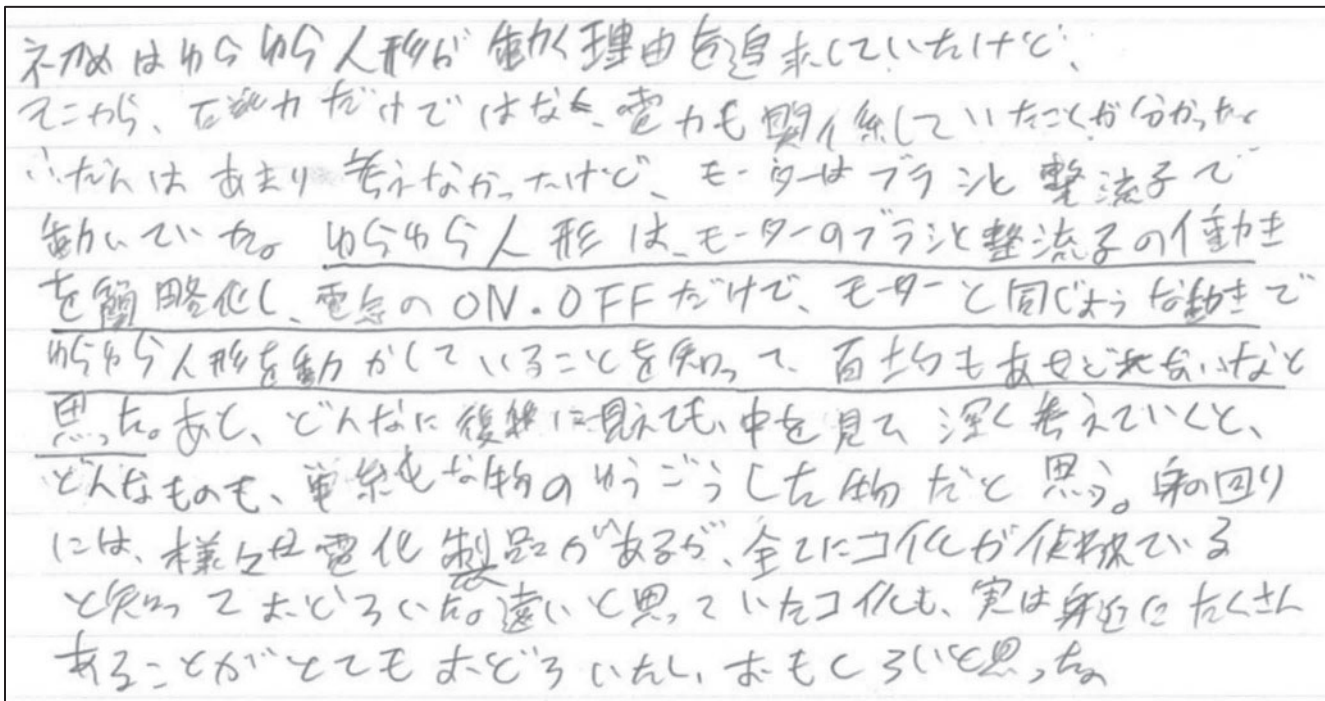 初めはゆらゆら人形が動く理由を追求していたけど、
そこから、磁力だけではなく、電力も関係していたことが分かった。
ふだんはあまり考えなかったけど、モーターはブラシと整流子で
動いていた。ゆらゆら人形は、モーターのブラシと整流子の働き
を簡略化し、電気のON・OFFだけで、モーターと同じような動きで
ゆらゆら人形を動かしていることを知って、百均もあなどれないなと
思った。あと、どんなに複雑に見えても、中を見て深く考えていくと、
どんなものも、単純な物のゆうごうした物だと思う。身の回り
には、様々な電化製品があるが、全てにコイルが使われている
と知っておどろいた。遠いと思っていたコイルも、実は身近にたくさん
あることがとてもおどろいたし、おもしろいと思った。